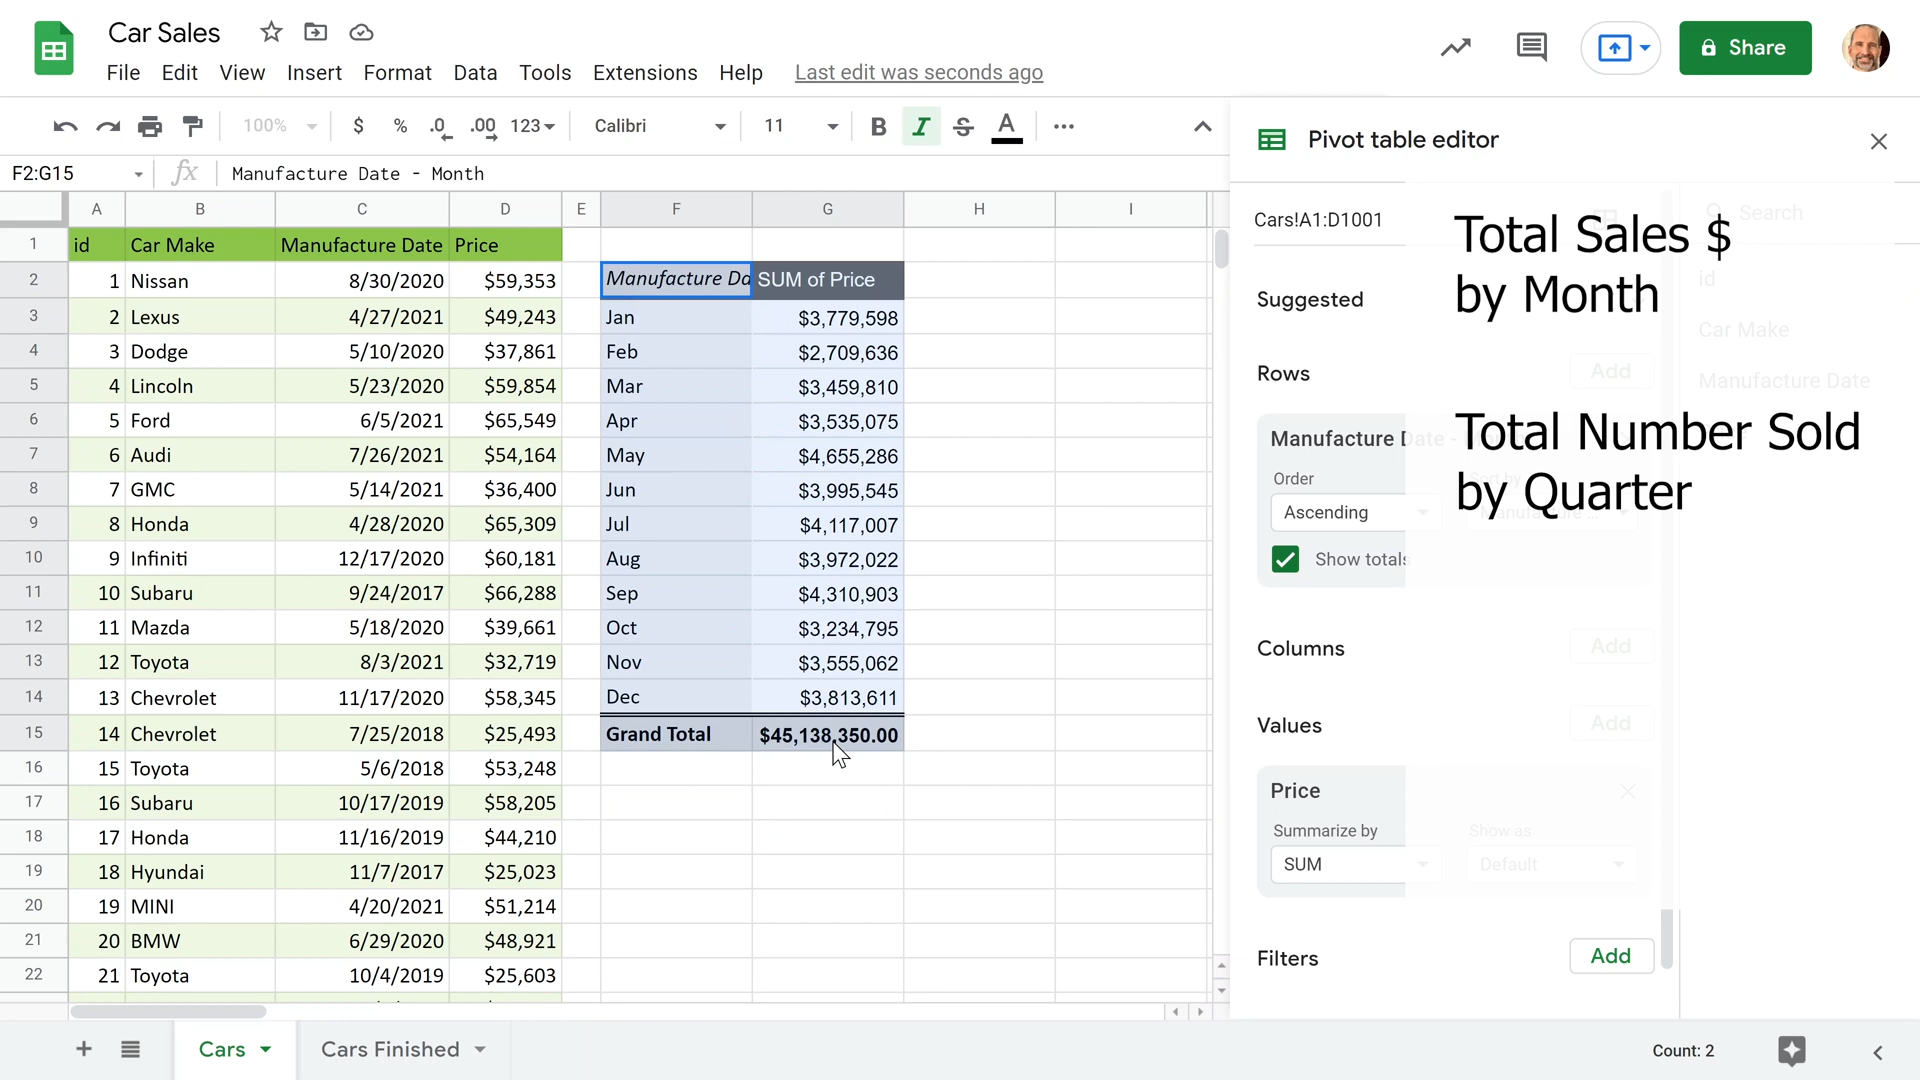 Car Sales
File Edit View Insert Format Data Tools Extensions Help Last edit was seconds ago
Share
100% $ % .0 .00 123 Calibri 11 B I S A
F2:G15 fx Manufacture Date - Month
A B C D E F G H I
1 id Car Make Manufacture Date Price
2 1 Nissan 8/30/2020 $59,353 Manufacture Da SUM of Price
3 2 Lexus 4/27/2021 $49,243 Jan $3,779,598
4 3 Dodge 5/10/2020 $37,861 Feb $2,709,636
5 4 Lincoln 5/23/2020 $59,854 Mar $3,459,810
6 5 Ford 6/5/2021 $65,549 Apr $3,535,075
7 6 Audi 7/26/2021 $54,164 May $4,655,286
8 7 GMC 5/14/2021 $36,400 Jun $3,995,545
9 8 Honda 4/28/2020 $65,309 Jul $4,117,007
10 9 Infiniti 12/17/2020 $60,181 Aug $3,972,022
11 10 Subaru 9/24/2017 $66,288 Sep $4,310,903
12 11 Mazda 5/18/2020 $39,661 Oct $3,234,795
13 12 Toyota 8/3/2021 $32,719 Nov $3,555,062
14 13 Chevrolet 11/17/2020 $58,345 Dec $3,813,611
15 14 Chevrolet 7/25/2018 $25,493 Grand Total $45,138,350.00
16 15 Toyota 5/6/2018 $53,248
17 16 Subaru 10/17/2019 $58,205
18 17 Honda 11/16/2019 $44,210
19 18 Hyundai 11/7/2017 $25,023
20 19 MINI 4/20/2021 $51,214
21 20 BMW 6/29/2020 $48,921
22 21 Toyota 10/4/2019 $25,603
Pivot table editor
Cars!A1:D1001
Suggested
Rows Add
Manufacture Date -
Order
Ascending
Show totals
Columns Add
Values Add
Price
Summarize by Show as
SUM Default
Filters Add
Search
id
Car Make
Manufacture Date
Total Sales $
by Month
Total Number Sold
by Quarter
Cars Cars Finished Count: 2